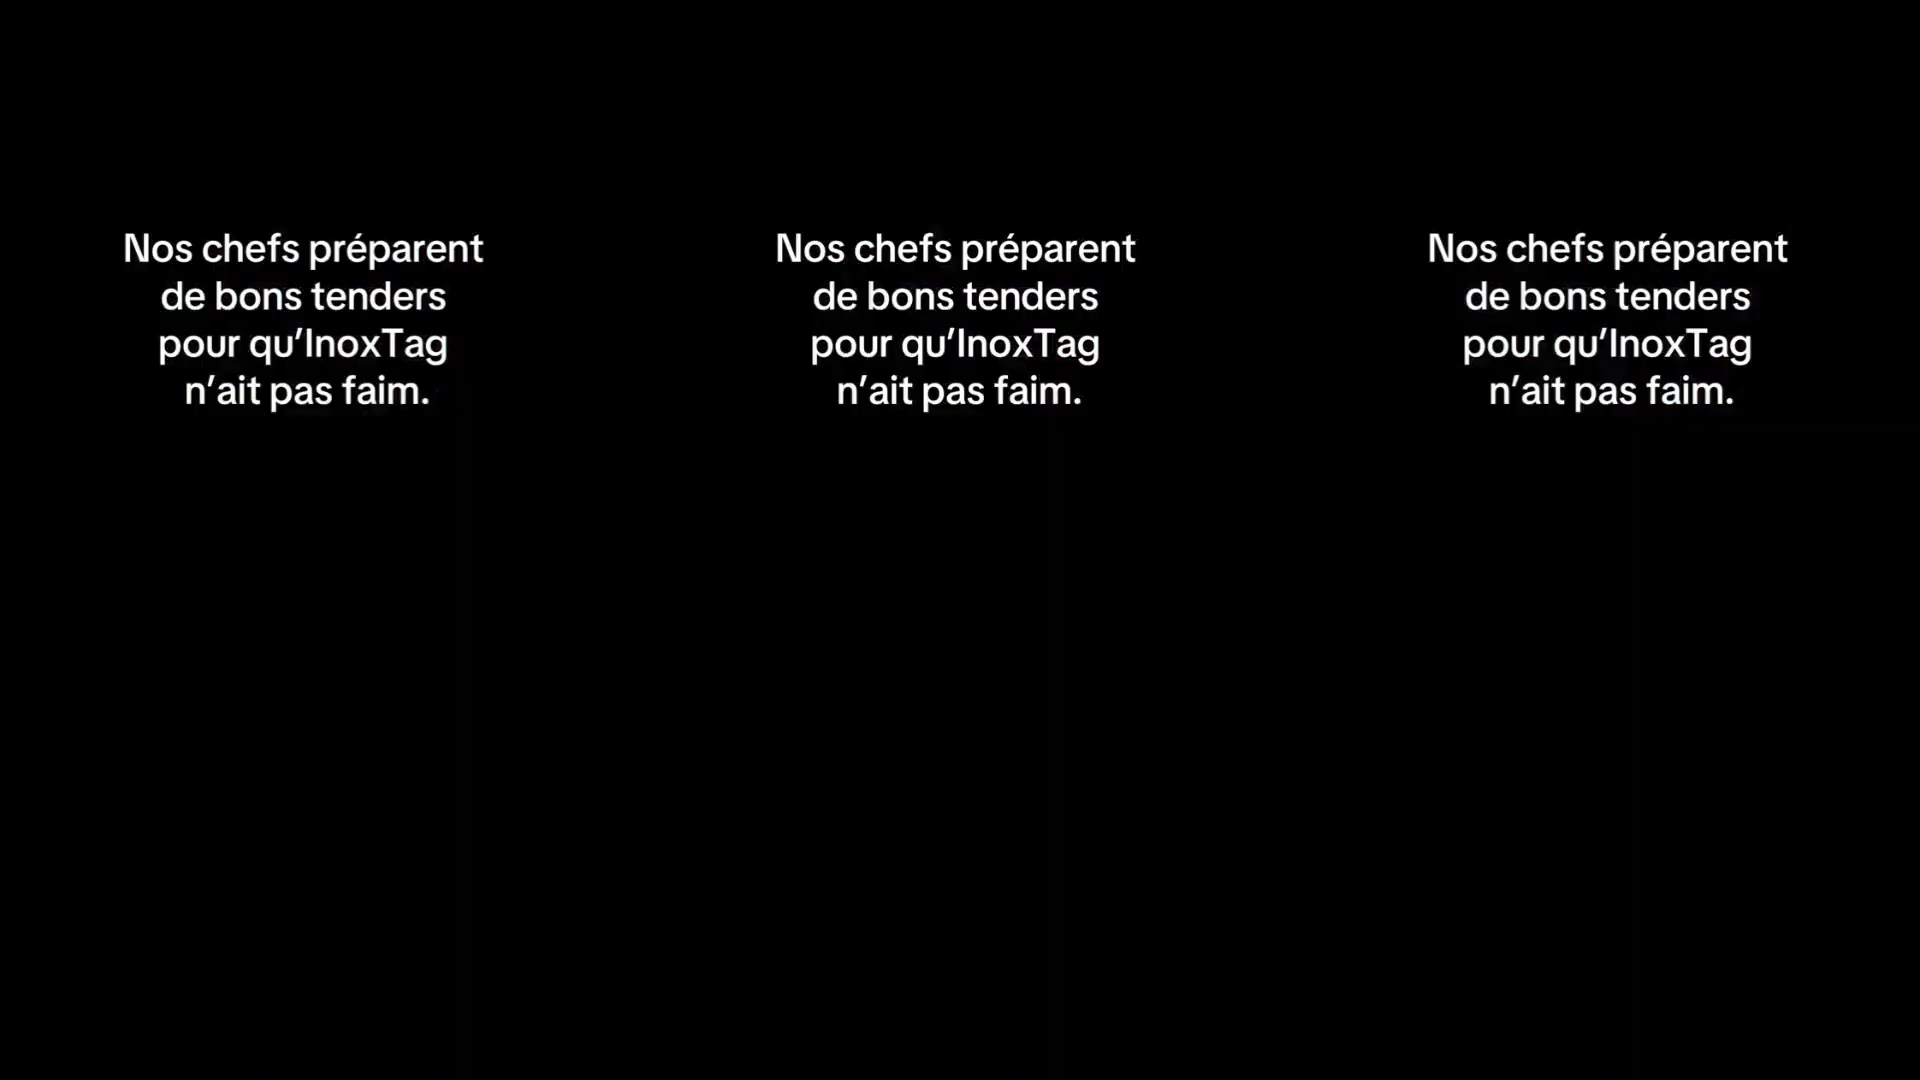 Nos chefs préparent
de bons tenders
pour qu’InoxTag
n’ait pas faim.
Nos chefs préparent
de bons tenders
pour qu’InoxTag
n’ait pas faim.
Nos chefs préparent
de bons tenders
pour qu’InoxTag
n’ait pas faim.